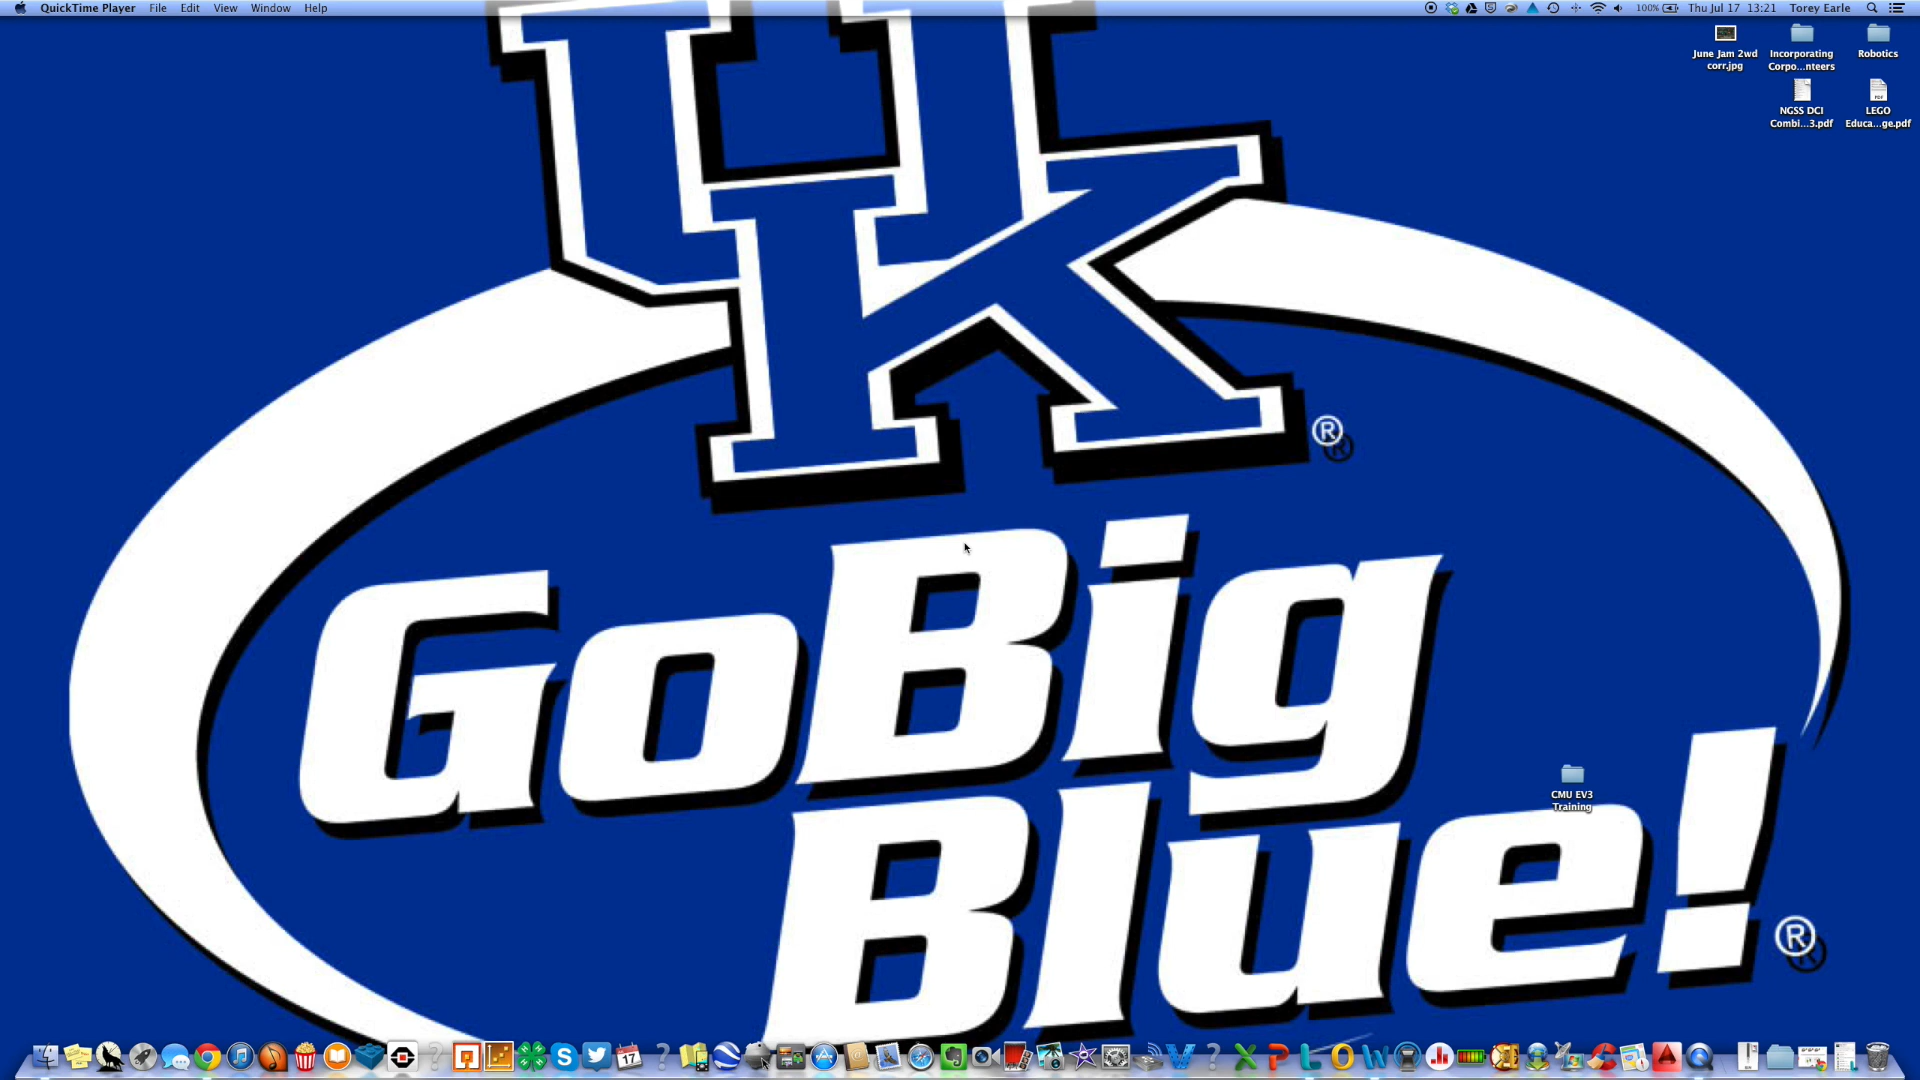 QuickTime Player File Edit View Window Help
100% Thu Jul 17 13:21 Torey Earle
June Jam 2wd
corr.jpg
Incorporating
Corpo...nteers
Robotics
NGSS DCI
Combi...3.pdf
LEGO
Educa...ge.pdf
UK
®
GoBig
Blue!
®
CMU EV3
Training
17